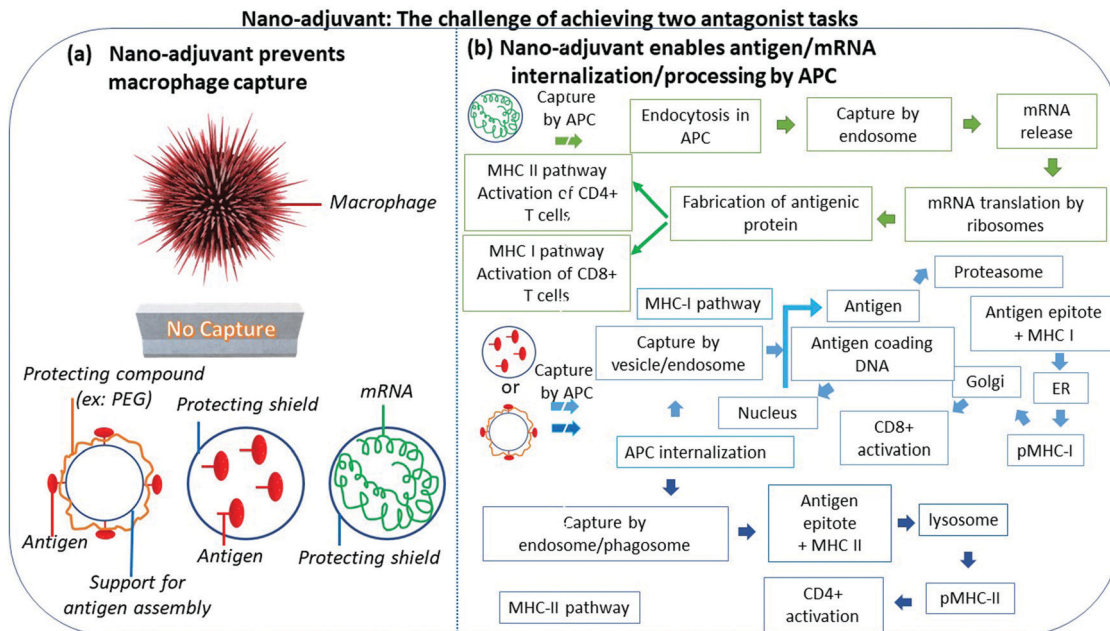 Nano-adjuvant: The challenge of achieving two antagonist tasks
(a) Nano-adjuvant prevents
macrophage capture
Macrophage
No Capture
Protecting compound
(ex: PEG)
Protecting shield
mRNA
Antigen
Antigen
Protecting shield
Support for
antigen assembly
(b) Nano-adjuvant enables antigen/mRNA
internalization/processing by APC
Capture
by APC
Endocytosis in
APC
Capture by
endosome
mRNA
release
MHC II pathway
Activation of CD4+
T cells
Fabrication of antigenic
protein
mRNA translation by
ribosomes
MHC I pathway
Activation of CD8+
T cells
MHC-I pathway
Antigen
Proteasome
Antigen epitote
+ MHC I
or
Capture
by APC
Capture by
vesicle/endosome
Antigen coading
DNA
Nucleus
Golgi
ER
CD8+
activation
pMHC-I
APC internalization
Capture by
endosome/phagosome
Antigen
epitote
+ MHC II
lysosome
MHC-II pathway
CD4+
activation
pMHC-II